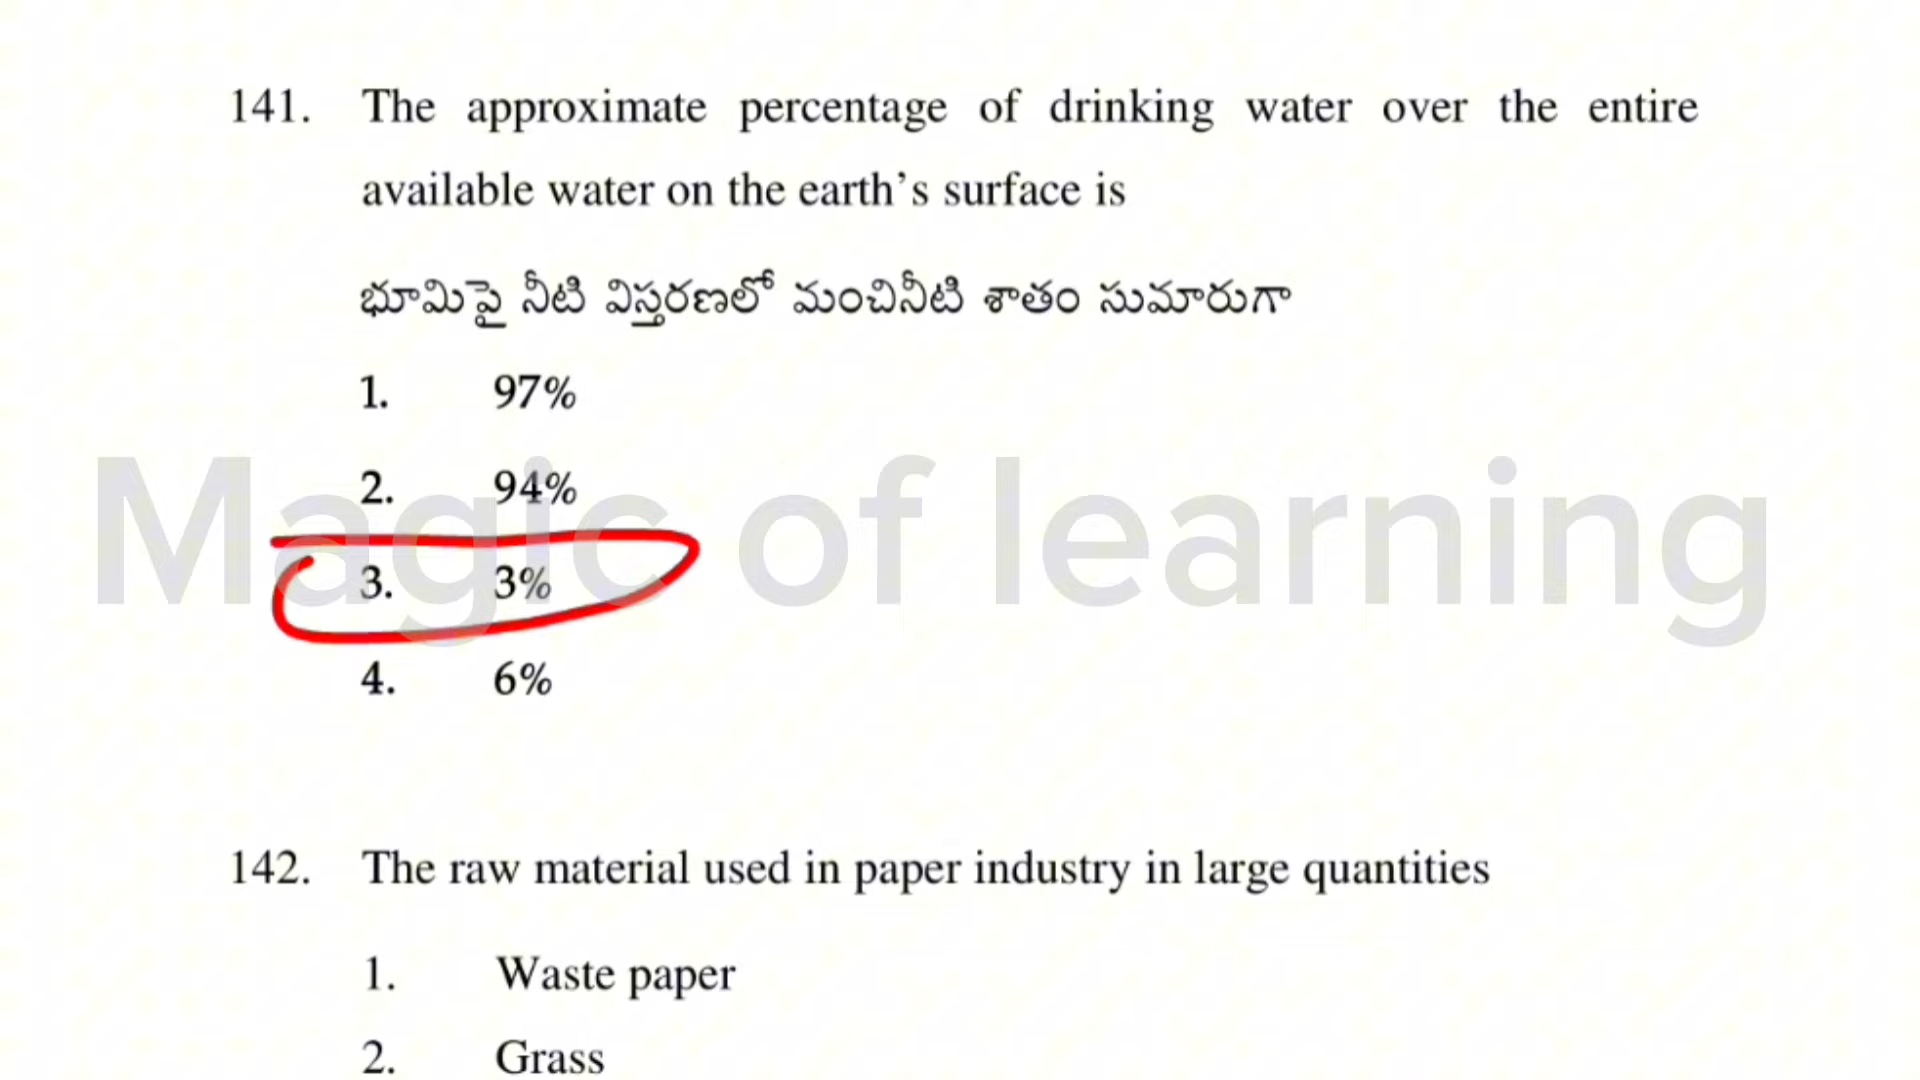 141. The approximate percentage of drinking water over the entire
available water on the earth’s surface is
భూమిపై నీటి విస్తరణలో మంచినీటి శాతం సుమారుగా
1. 97%
2. 94%
Magic of learning
3. 3%
4. 6%
142. The raw material used in paper industry in large quantities
1. Waste paper
2. Grass